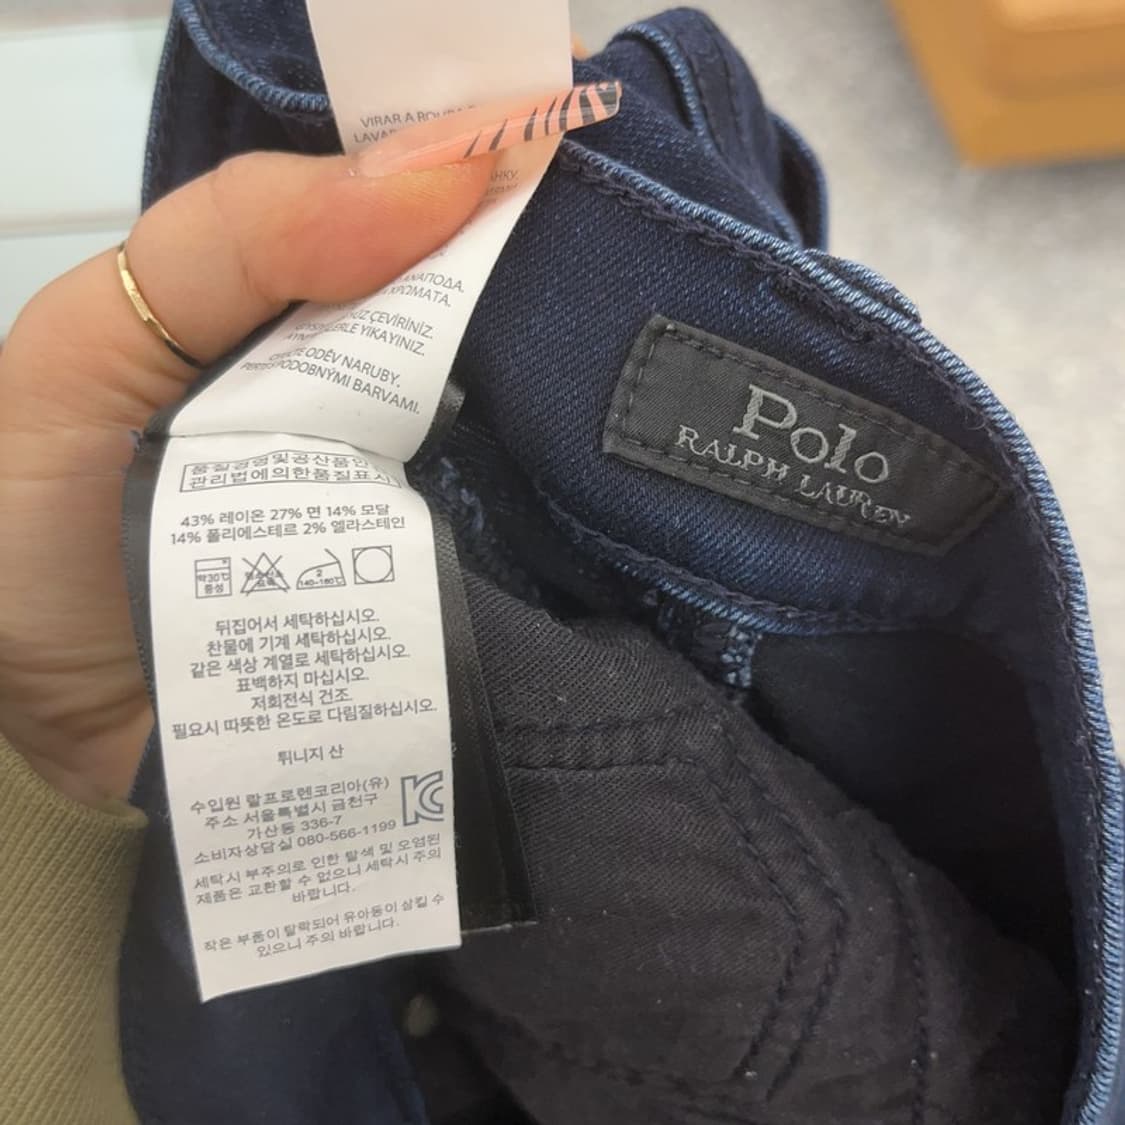 VIRAR A ROUPA
ΑΝΑΠΟΔΑ.
ΧΡΩΜΑΤΑ.
ÇEVİRİNİZ.
YIKAYINIZ.
ODĚV NARUBY.
PODOBNÝMI BARVAMI.
품질경영및공산품안
관리법에의한품질표시
43% 레이온 27% 면 14% 모달
14% 폴리에스테르 2% 엘라스테인
약30℃
중성
2
140~160℃
뒤집어서 세탁하십시오.
찬물에 기계 세탁하십시오.
같은 색상 계열로 세탁하십시오.
표백하지 마십시오.
저회전식 건조.
필요시 따뜻한 온도로 다림질하십시오.
튀니지 산
수입원 랄프로렌코리아(유)
주소 서울특별시 금천구
가산동 336-7
소비자상담실 080-566-1199
세탁시 부주의로 인한 탈색 및 오염된
제품은 교환할 수 없으니 세탁시 주의
바랍니다.
작은 부품이 탈락되어 유아동이 삼킬 수
있으니 주의 바랍니다.
Polo
RALPH LAUREN